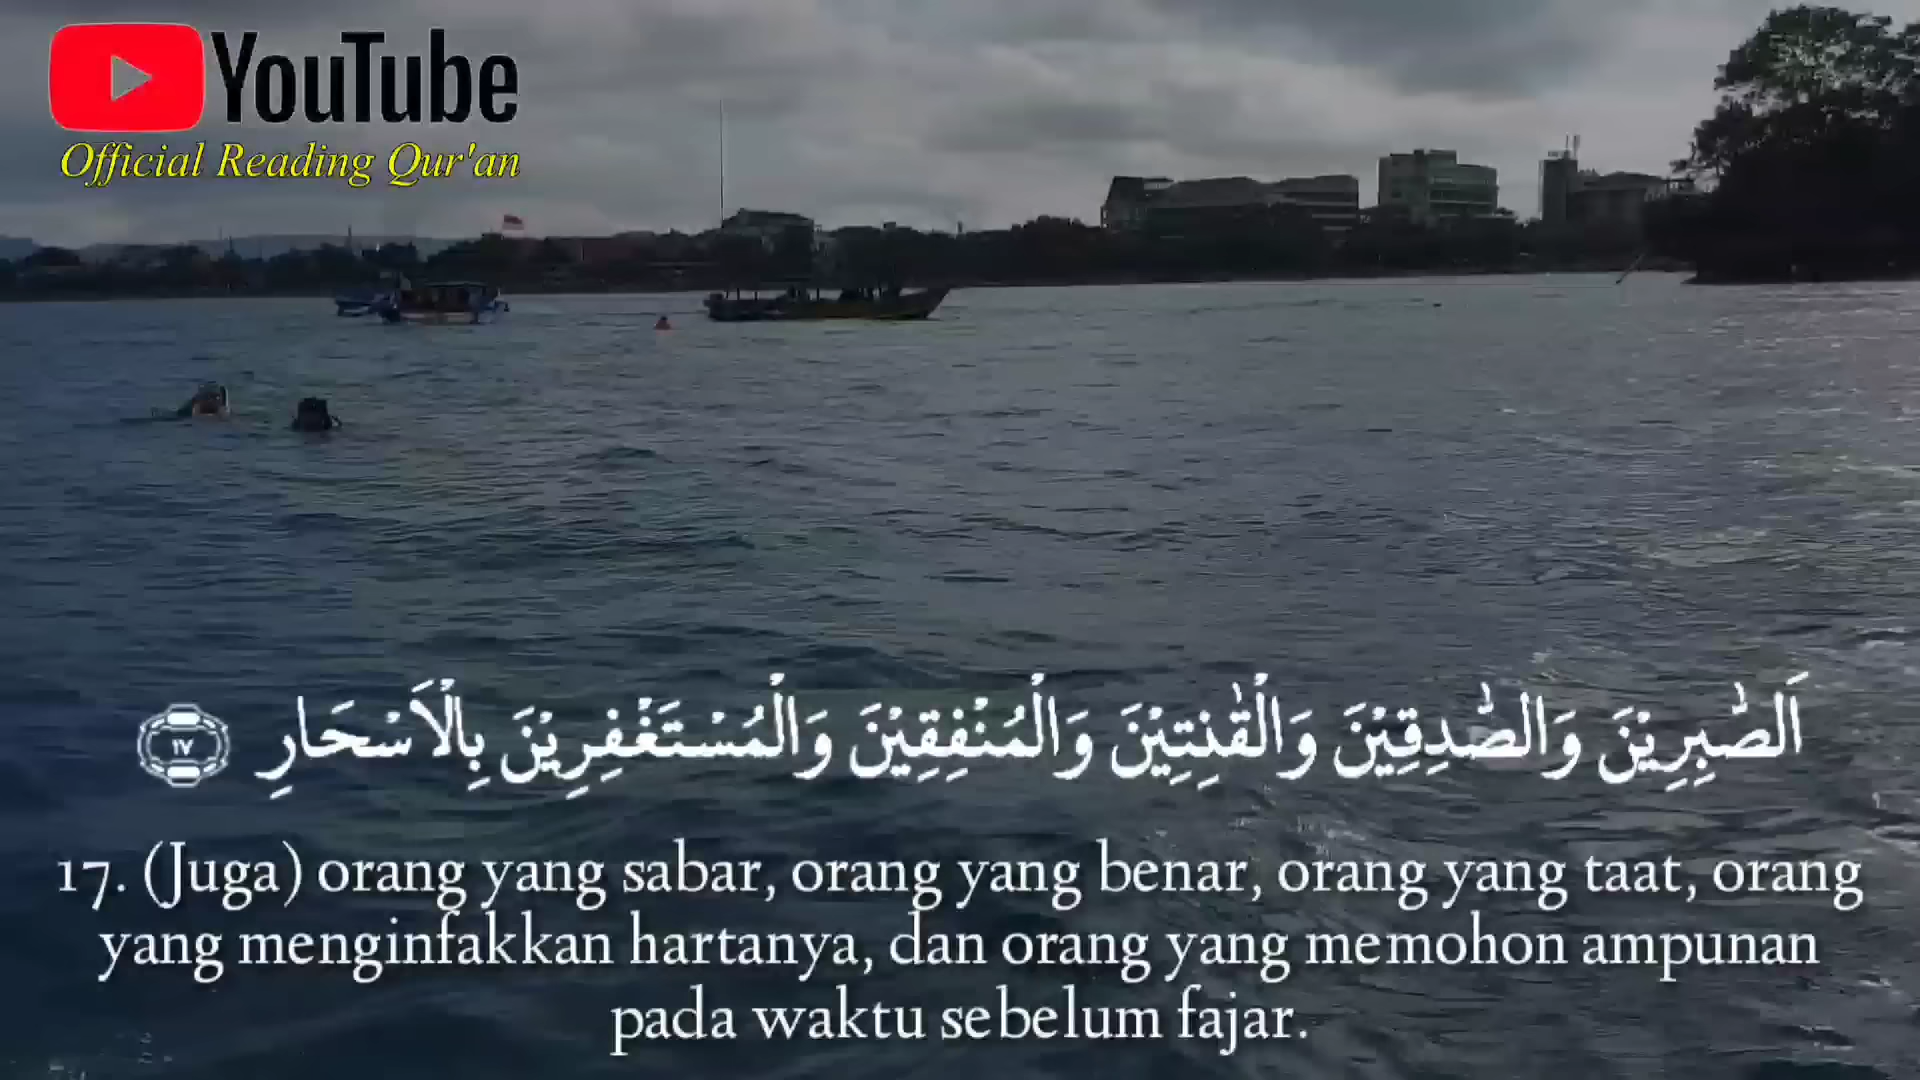 YouTube
Official Reading Qur'an
اَلصّٰبِرِيْنَ وَالصّٰدِقِيْنَ وَالْقٰنِتِيْنَ وَالْمُنْفِقِيْنَ وَالْمُسْتَغْفِرِيْنَ بِالْاَسْحَارِ ١٧
17. (Juga) orang yang sabar, orang yang benar, orang yang taat, orang
yang menginfakkan hartanya, dan orang yang memohon ampunan
pada waktu sebelum fajar.